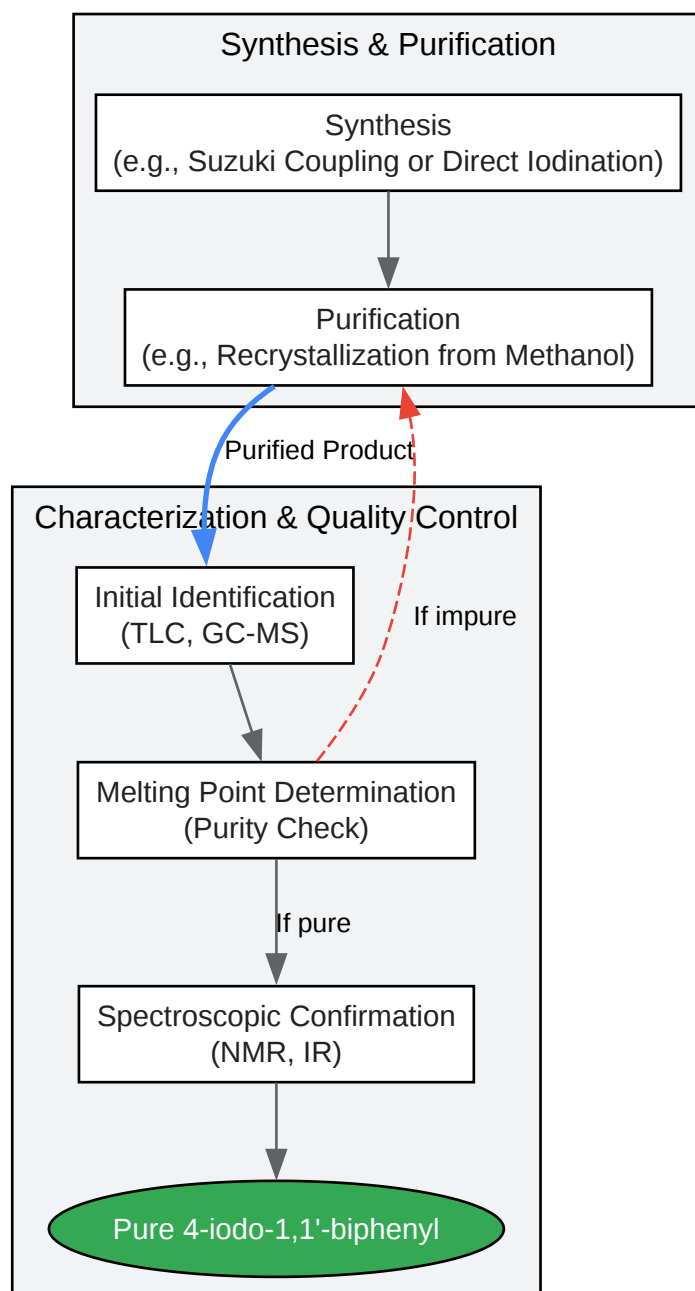 Synthesis & Purification
Synthesis
(e.g., Suzuki Coupling or Direct Iodination)
Purification
(e.g., Recrystallization from Methanol)
Purified Product
Characterization & Quality Control
Initial Identification
(TLC, GC-MS)
If impure
Melting Point Determination
(Purity Check)
If pure
Spectroscopic Confirmation
(NMR, IR)
Pure 4-iodo-1,1'-biphenyl